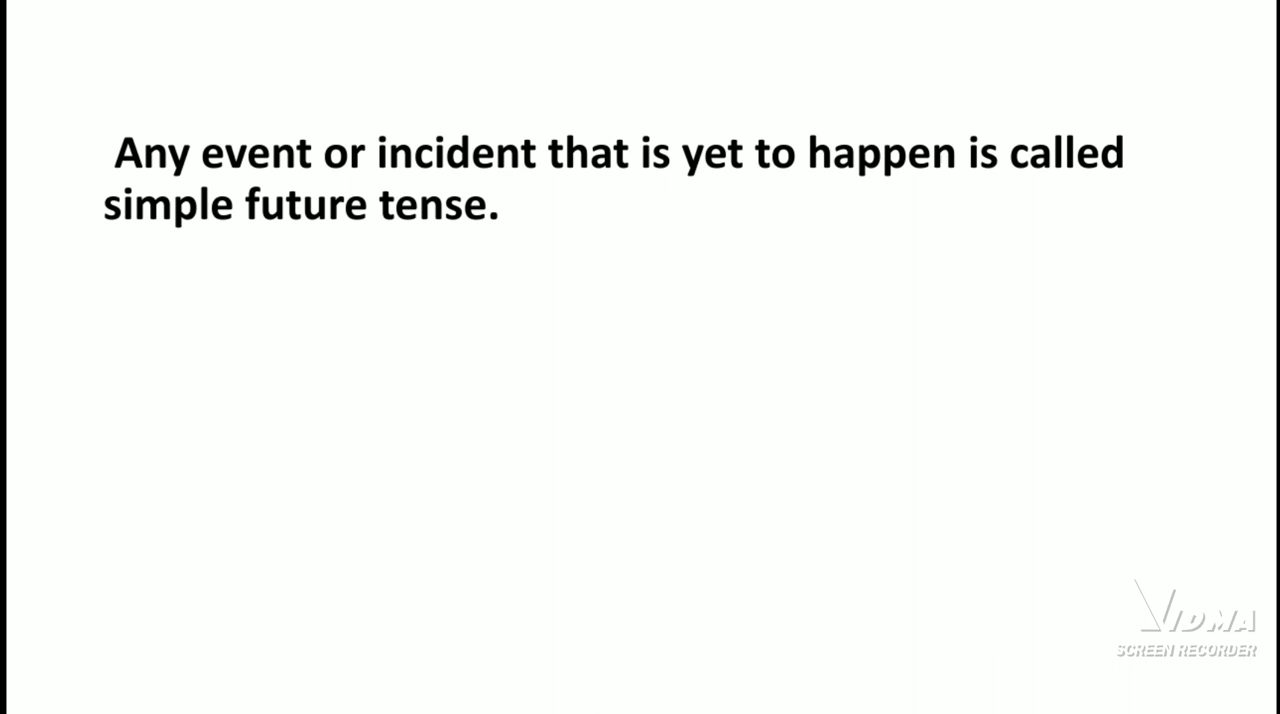 Any event or incident that is yet to happen is called
simple future tense.
VIDMA
SCREEN RECORDER